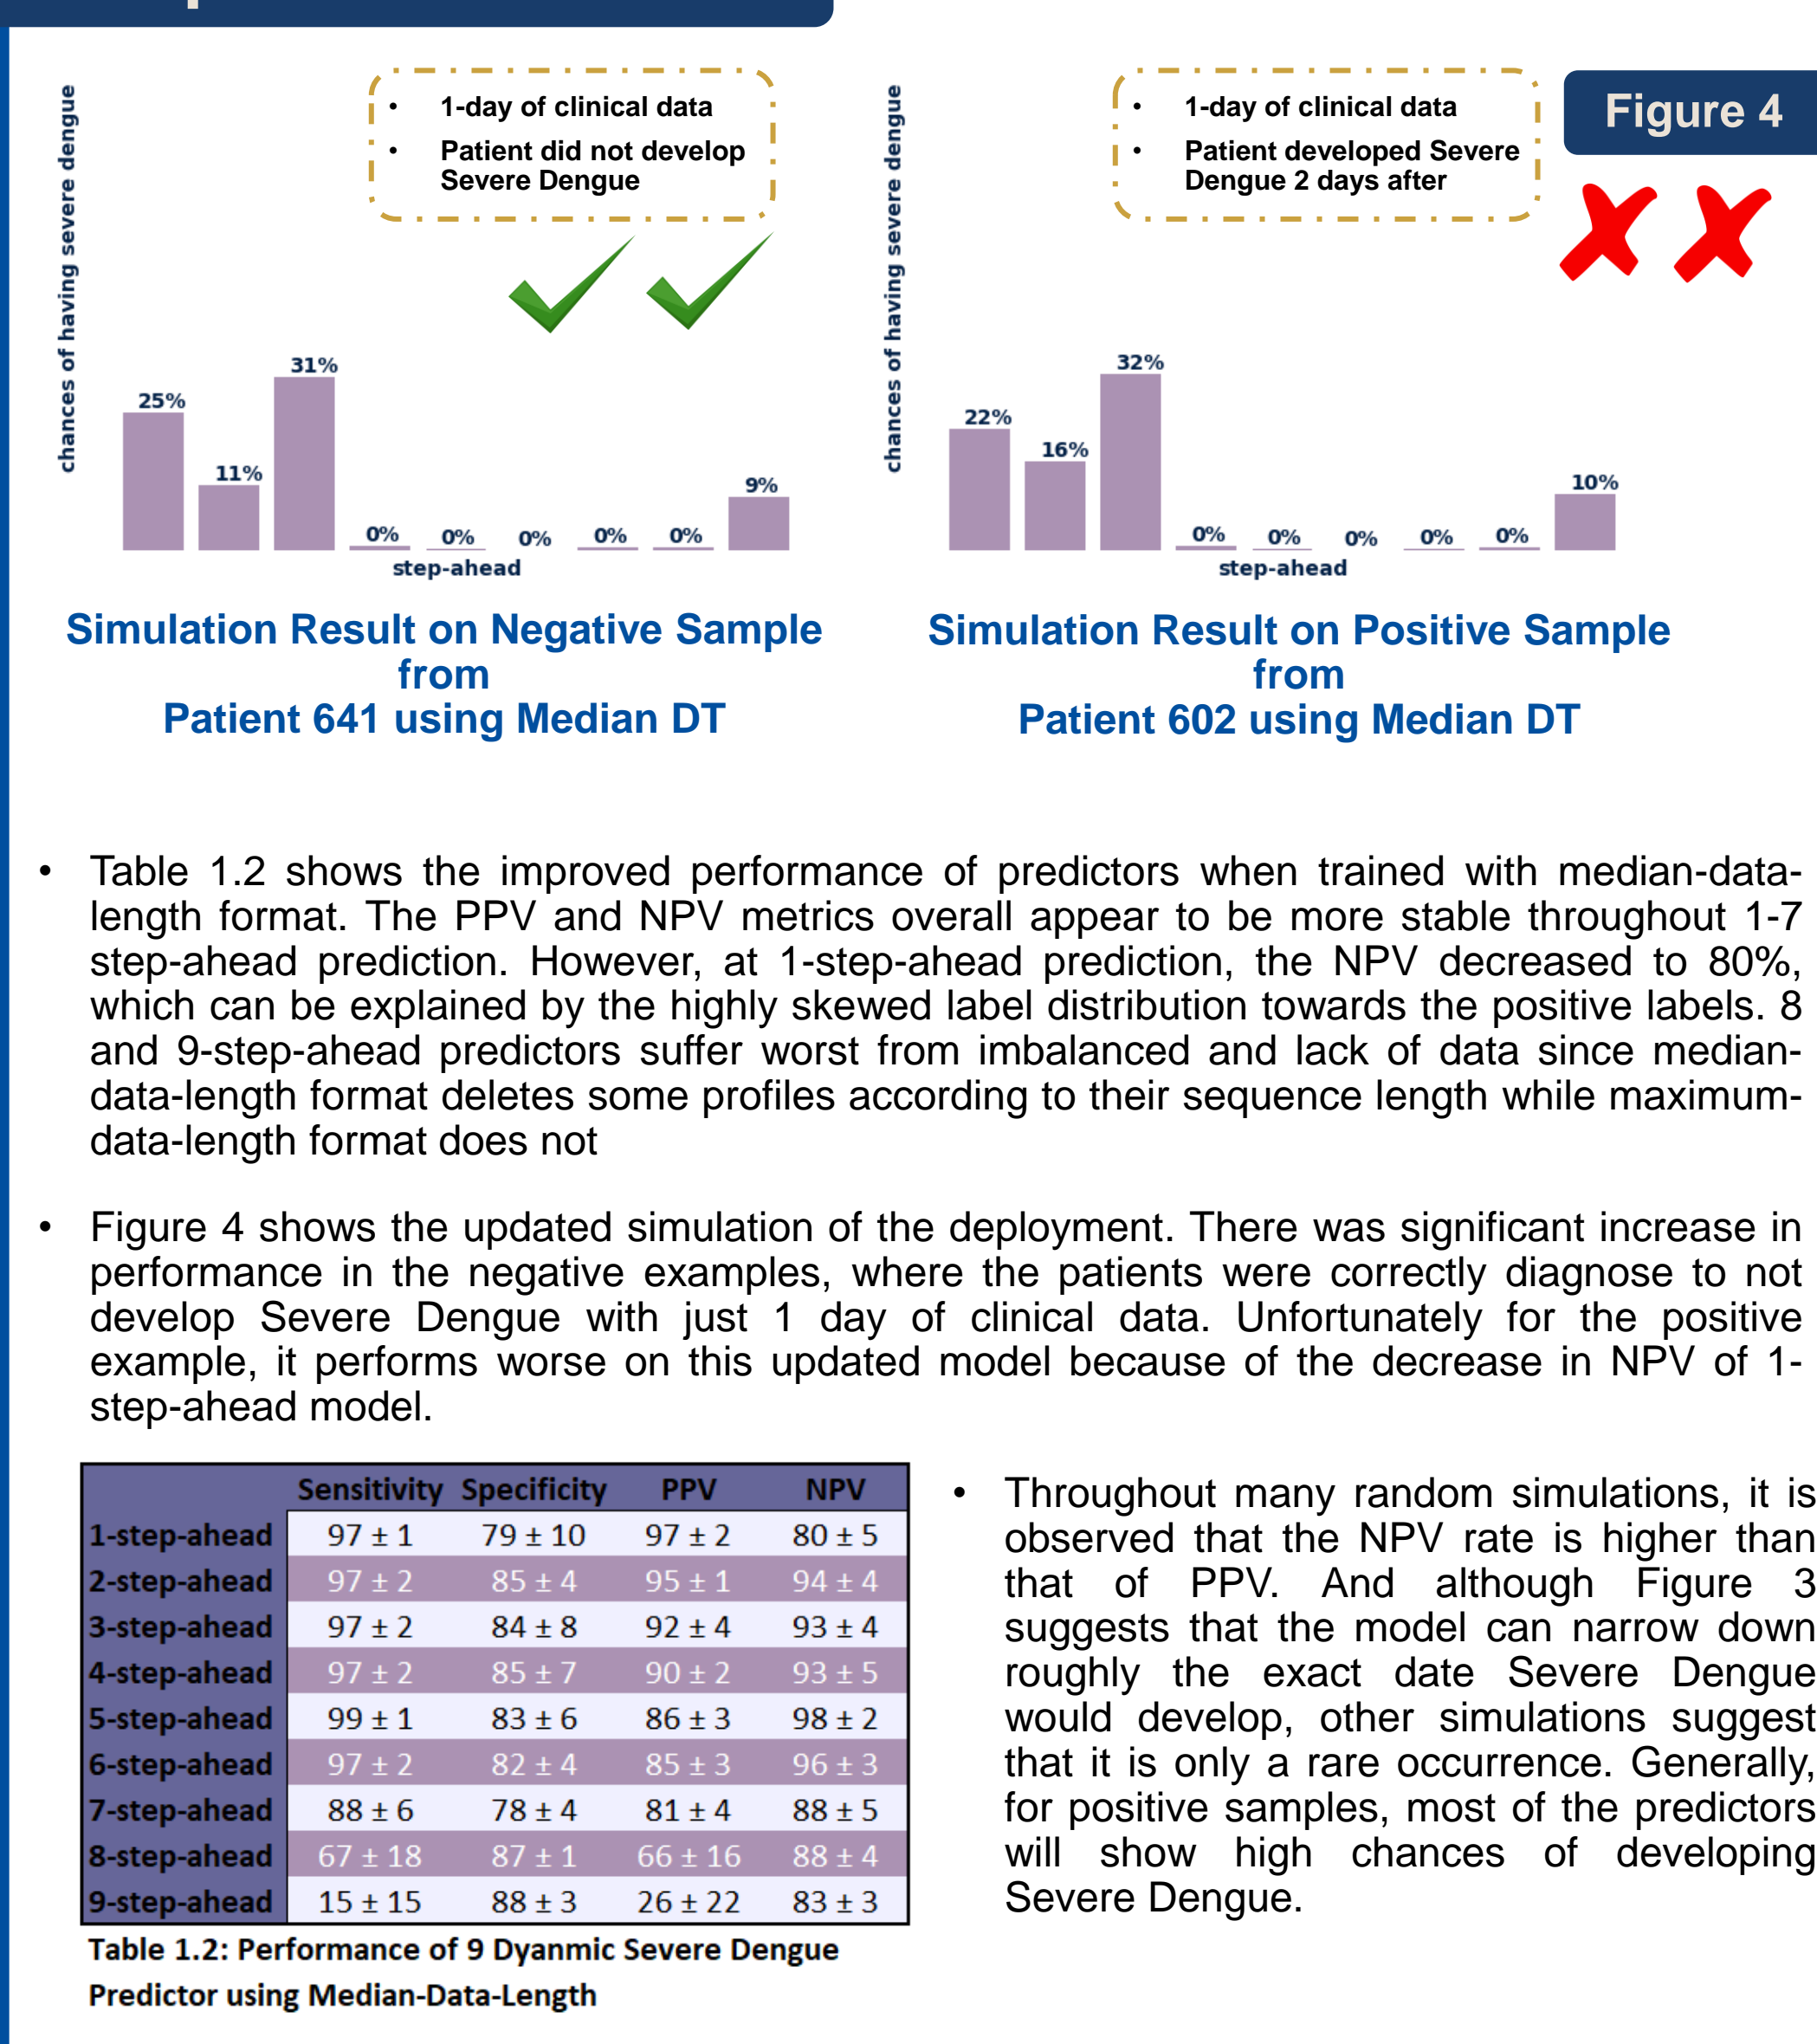 • 1-day of clinical data
• Patient did not develop
Severe Dengue
chances of having severe dengue
25%
11%
31%
0%
0%
0%
0%
0%
9%
step-ahead
Simulation Result on Negative Sample
from
Patient 641 using Median DT
• 1-day of clinical data
• Patient developed Severe
Dengue 2 days after
Figure 4
chances of having severe dengue
22%
16%
32%
0%
0%
0%
0%
0%
10%
step-ahead
Simulation Result on Positive Sample
from
Patient 602 using Median DT
• Table 1.2 shows the improved performance of predictors when trained with median-data-
length format. The PPV and NPV metrics overall appear to be more stable throughout 1-7
step-ahead prediction. However, at 1-step-ahead prediction, the NPV decreased to 80%,
which can be explained by the highly skewed label distribution towards the positive labels. 8
and 9-step-ahead predictors suffer worst from imbalanced and lack of data since median-
data-length format deletes some profiles according to their sequence length while maximum-
data-length format does not
• Figure 4 shows the updated simulation of the deployment. There was significant increase in
performance in the negative examples, where the patients were correctly diagnose to not
develop Severe Dengue with just 1 day of clinical data. Unfortunately for the positive
example, it performs worse on this updated model because of the decrease in NPV of 1-
step-ahead model.
Sensitivity Specificity PPV NPV
1-step-ahead 97 ± 1 79 ± 10 97 ± 2 80 ± 5
2-step-ahead 97 ± 2 85 ± 4 95 ± 1 94 ± 4
3-step-ahead 97 ± 2 84 ± 8 92 ± 4 93 ± 4
4-step-ahead 97 ± 2 85 ± 7 90 ± 2 93 ± 5
5-step-ahead 99 ± 1 83 ± 6 86 ± 3 98 ± 2
6-step-ahead 97 ± 2 82 ± 4 85 ± 3 96 ± 3
7-step-ahead 88 ± 6 78 ± 4 81 ± 4 88 ± 5
8-step-ahead 67 ± 18 87 ± 1 66 ± 16 88 ± 4
9-step-ahead 15 ± 15 88 ± 3 26 ± 22 83 ± 3
Table 1.2: Performance of 9 Dyanmic Severe Dengue
Predictor using Median-Data-Length
• Throughout many random simulations, it is
observed that the NPV rate is higher than
that of PPV. And although Figure 3
suggests that the model can narrow down
roughly the exact date Severe Dengue
would develop, other simulations suggest
that it is only a rare occurrence. Generally,
for positive samples, most of the predictors
will show high chances of developing
Severe Dengue.